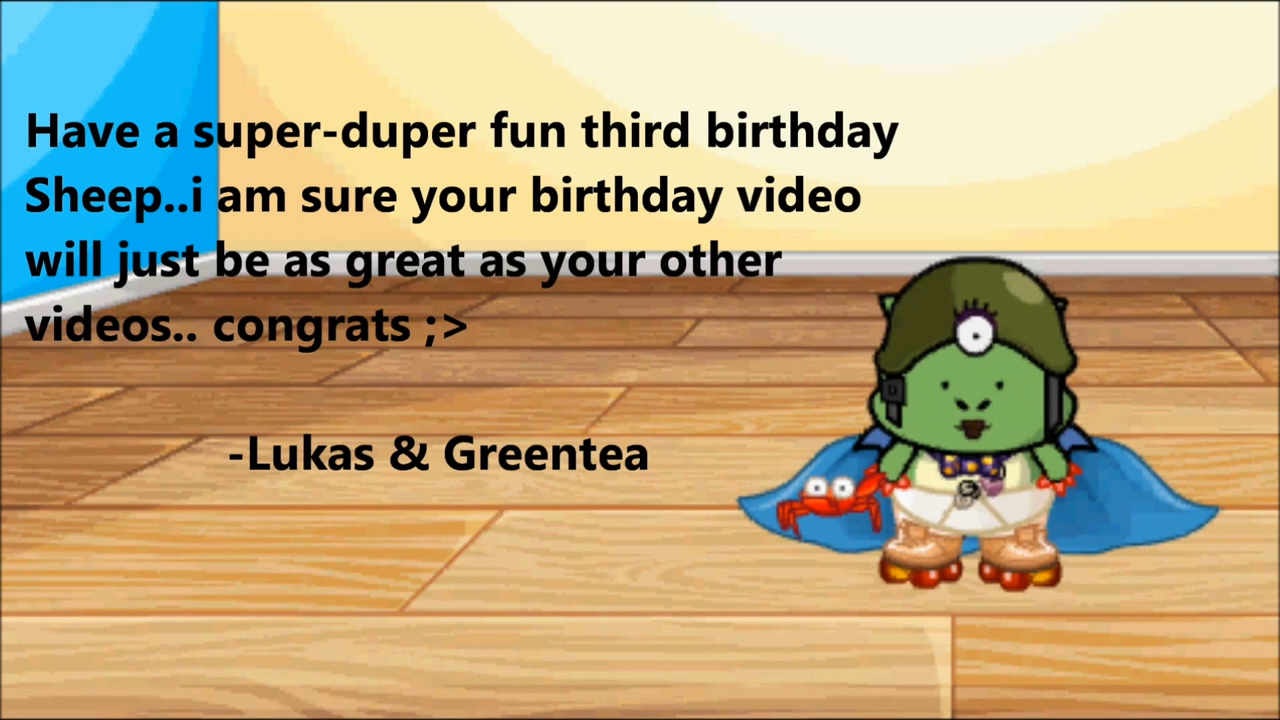 Have a super-duper fun third birthday
Sheep..i am sure your birthday video
will just be as great as your other
videos.. congrats ;>
-Lukas & Greentea